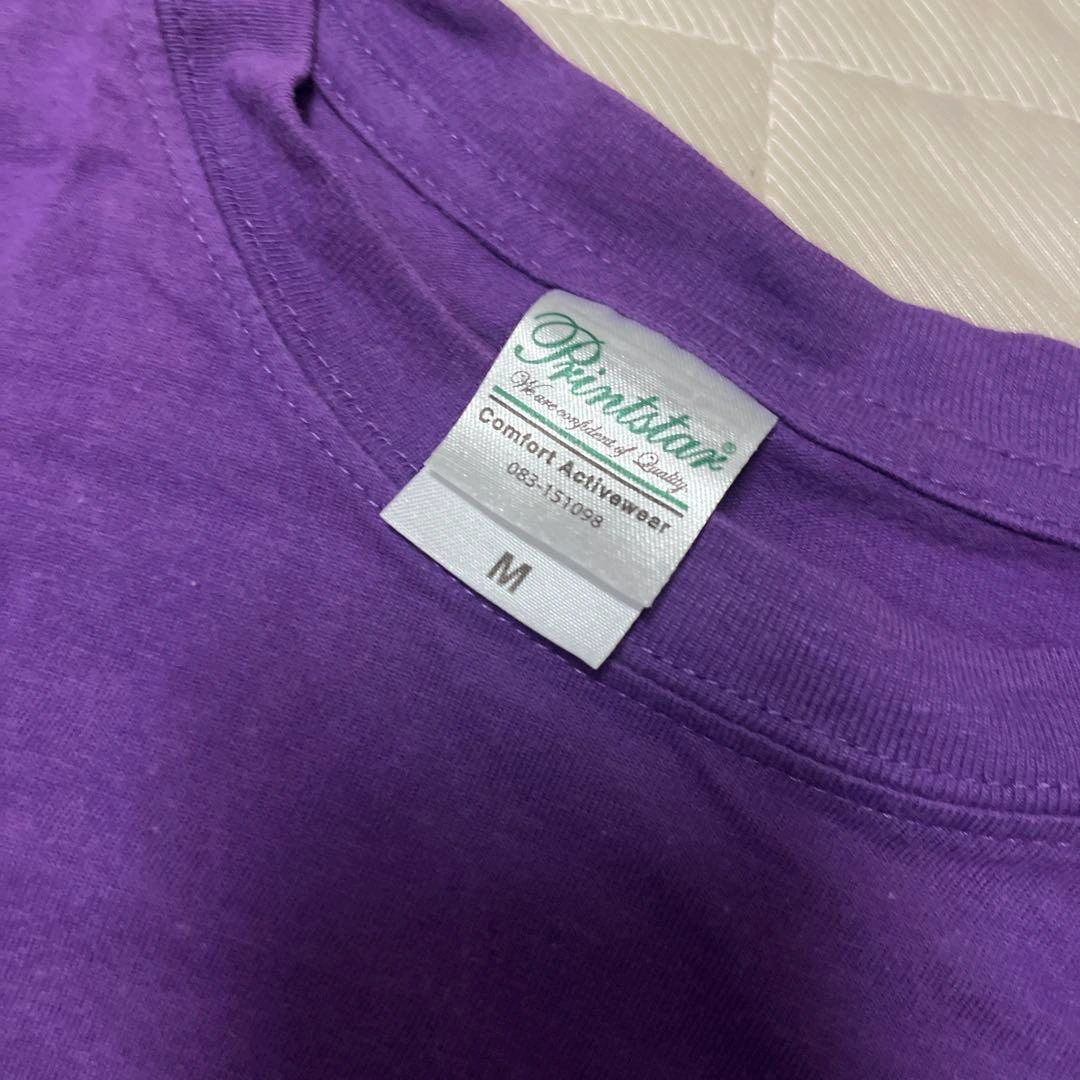 Printstar®
We are confident of Quality.
Comfort Activewear
083-151098
M